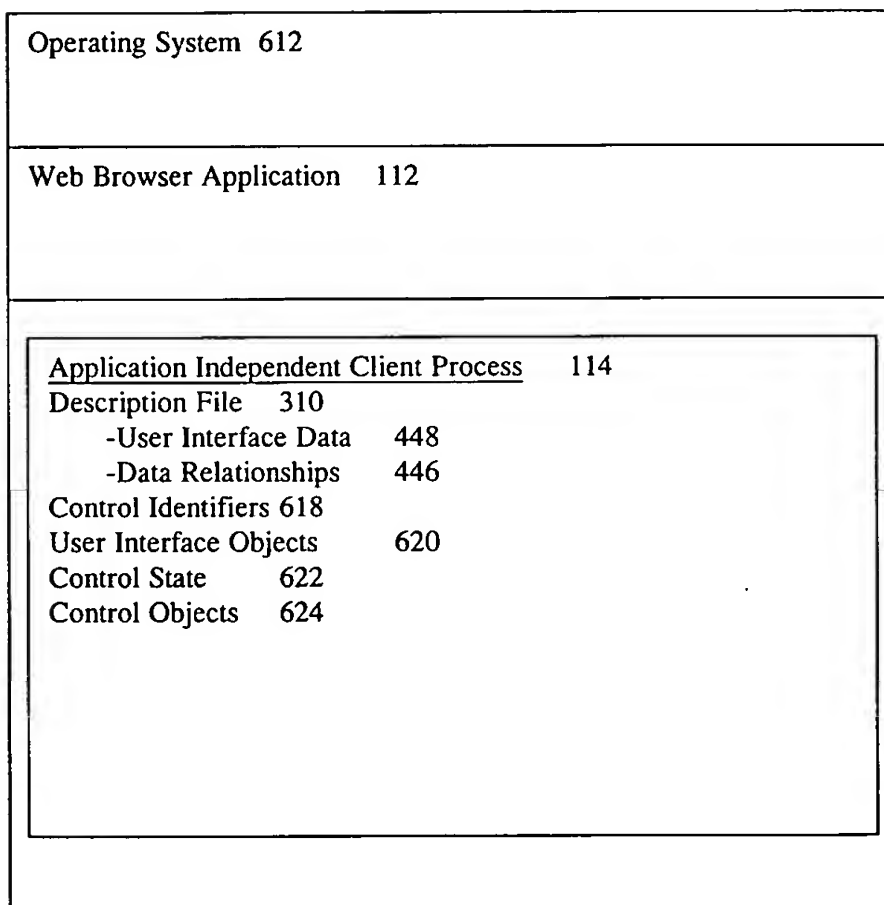 Operating System 612
Web Browser Application 112
Application Independent Client Process 114
Description File 310
-User Interface Data 448
-Data Relationships 446
Control Identifiers 618
User Interface Objects 620
Control State 622
Control Objects 624